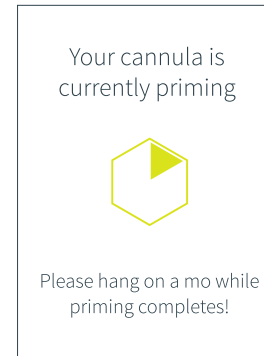 Your cannula is
currently priming
Please hang on a mo while
priming completes!